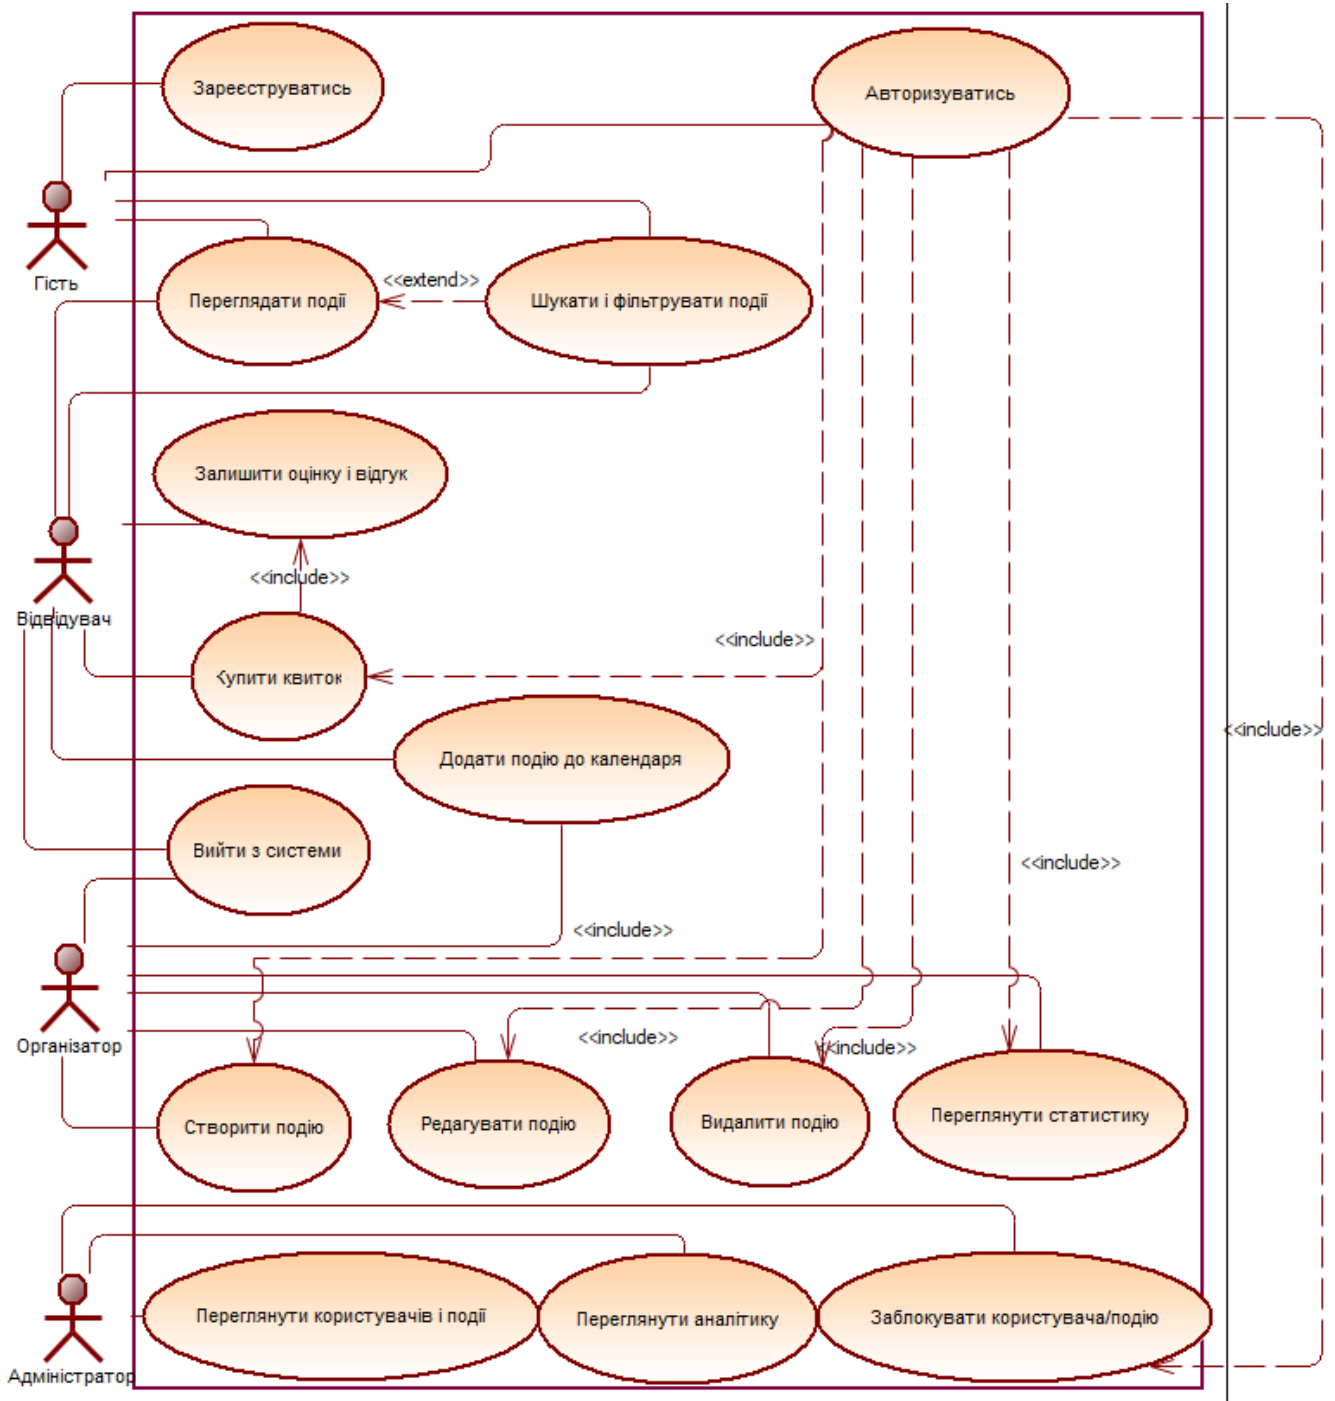 Зареєструватись
Авторизуватись
Гість
<<extend>>
Переглядати події
Шукати і фільтрувати події
Залишити оцінку і відгук
<<include>>
Відвідувач
<<include>>
Купити квиток
Додати подію до календаря
<<include>>
Вийти з системи
<<include>>
<<include>>
Організатор
<<include>>
<<include>>
Створити подію
Редагувати подію
Видалити подію
Переглянути статистику
Переглянути користувачів і події
Переглянути аналітику
Заблокувати користувача/подію
Адміністратор